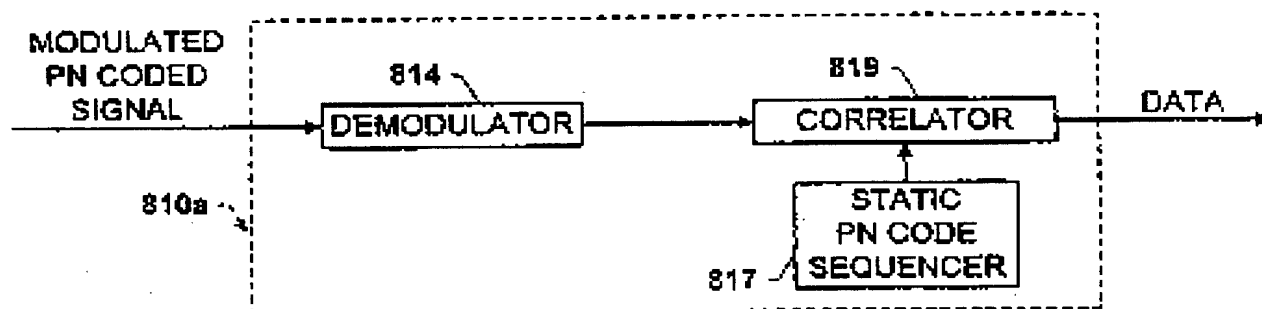 MODULATED
PN CODED
SIGNAL
814
DEMODULATOR
819
CORRELATOR
DATA
810a
STATIC
PN CODE
SEQUENCER
817